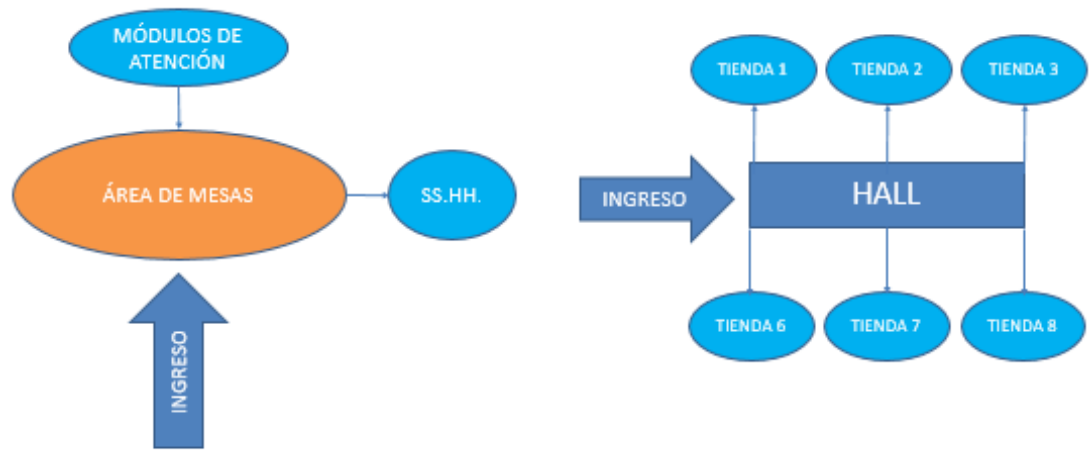 MÓDULOS DE
ATENCIÓN
ÁREA DE MESAS
SS.HH.
INGRESO
TIENDA 1
TIENDA 2
TIENDA 3
INGRESO
HALL
TIENDA 6
TIENDA 7
TIENDA 8